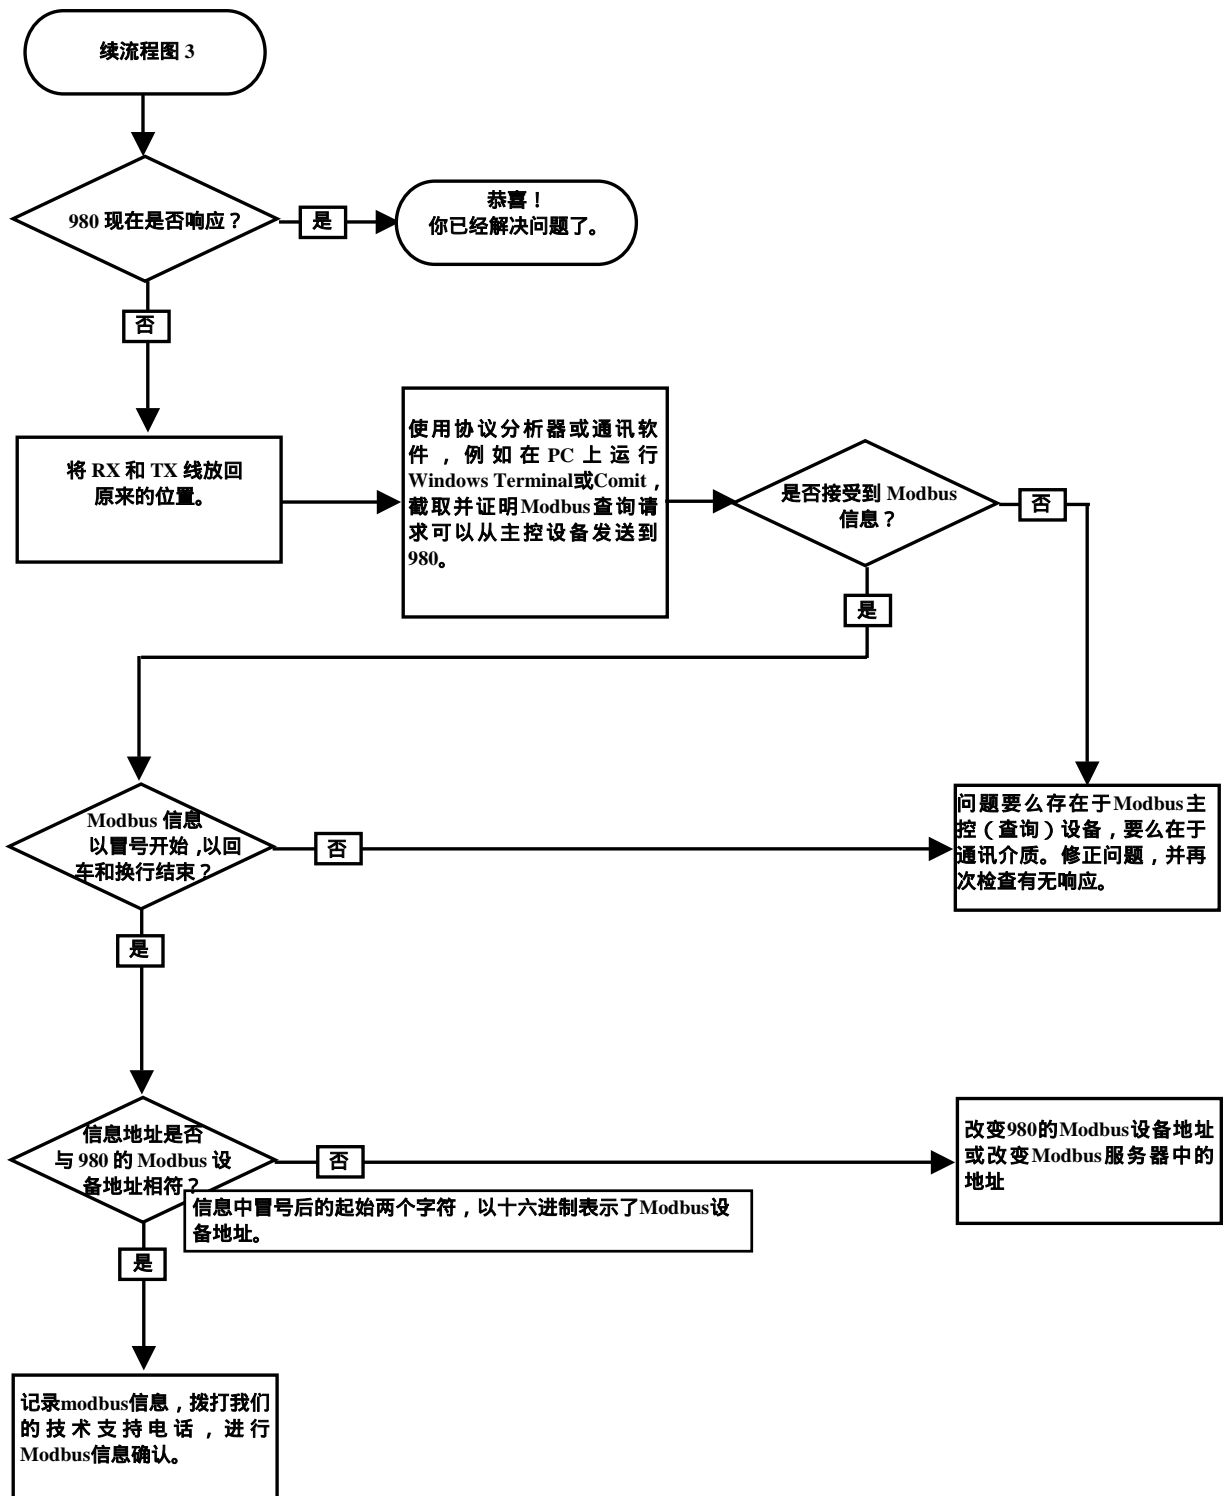 续流程图 3
980 现在是否响应？
是
恭喜！
你已经解决问题了。
否
将 RX 和 TX 线放回
原来的位置。
使用协议分析器或通讯软
件，例如在 PC 上运行
Windows Terminal或Comit，
截取并证明Modbus查询请
求可以从主控设备发送到
980。
是否接受到 Modbus
信息？
否
是
Modbus 信息
以冒号开始，以回
车和换行结束？
否
问题要么存在于Modbus主
控（查询）设备，要么在于
通讯介质。修正问题，并再
次检查有无响应。
是
信息地址是否
与 980 的 Modbus 设
备地址相符？
否
改变980的Modbus设备地址
或改变Modbus服务器中的
地址
信息中冒号后的起始两个字符，以十六进制表示了Modbus设
备地址。
是
记录modbus信息，拨打我们
的技术支持电话，进行
Modbus信息确认。